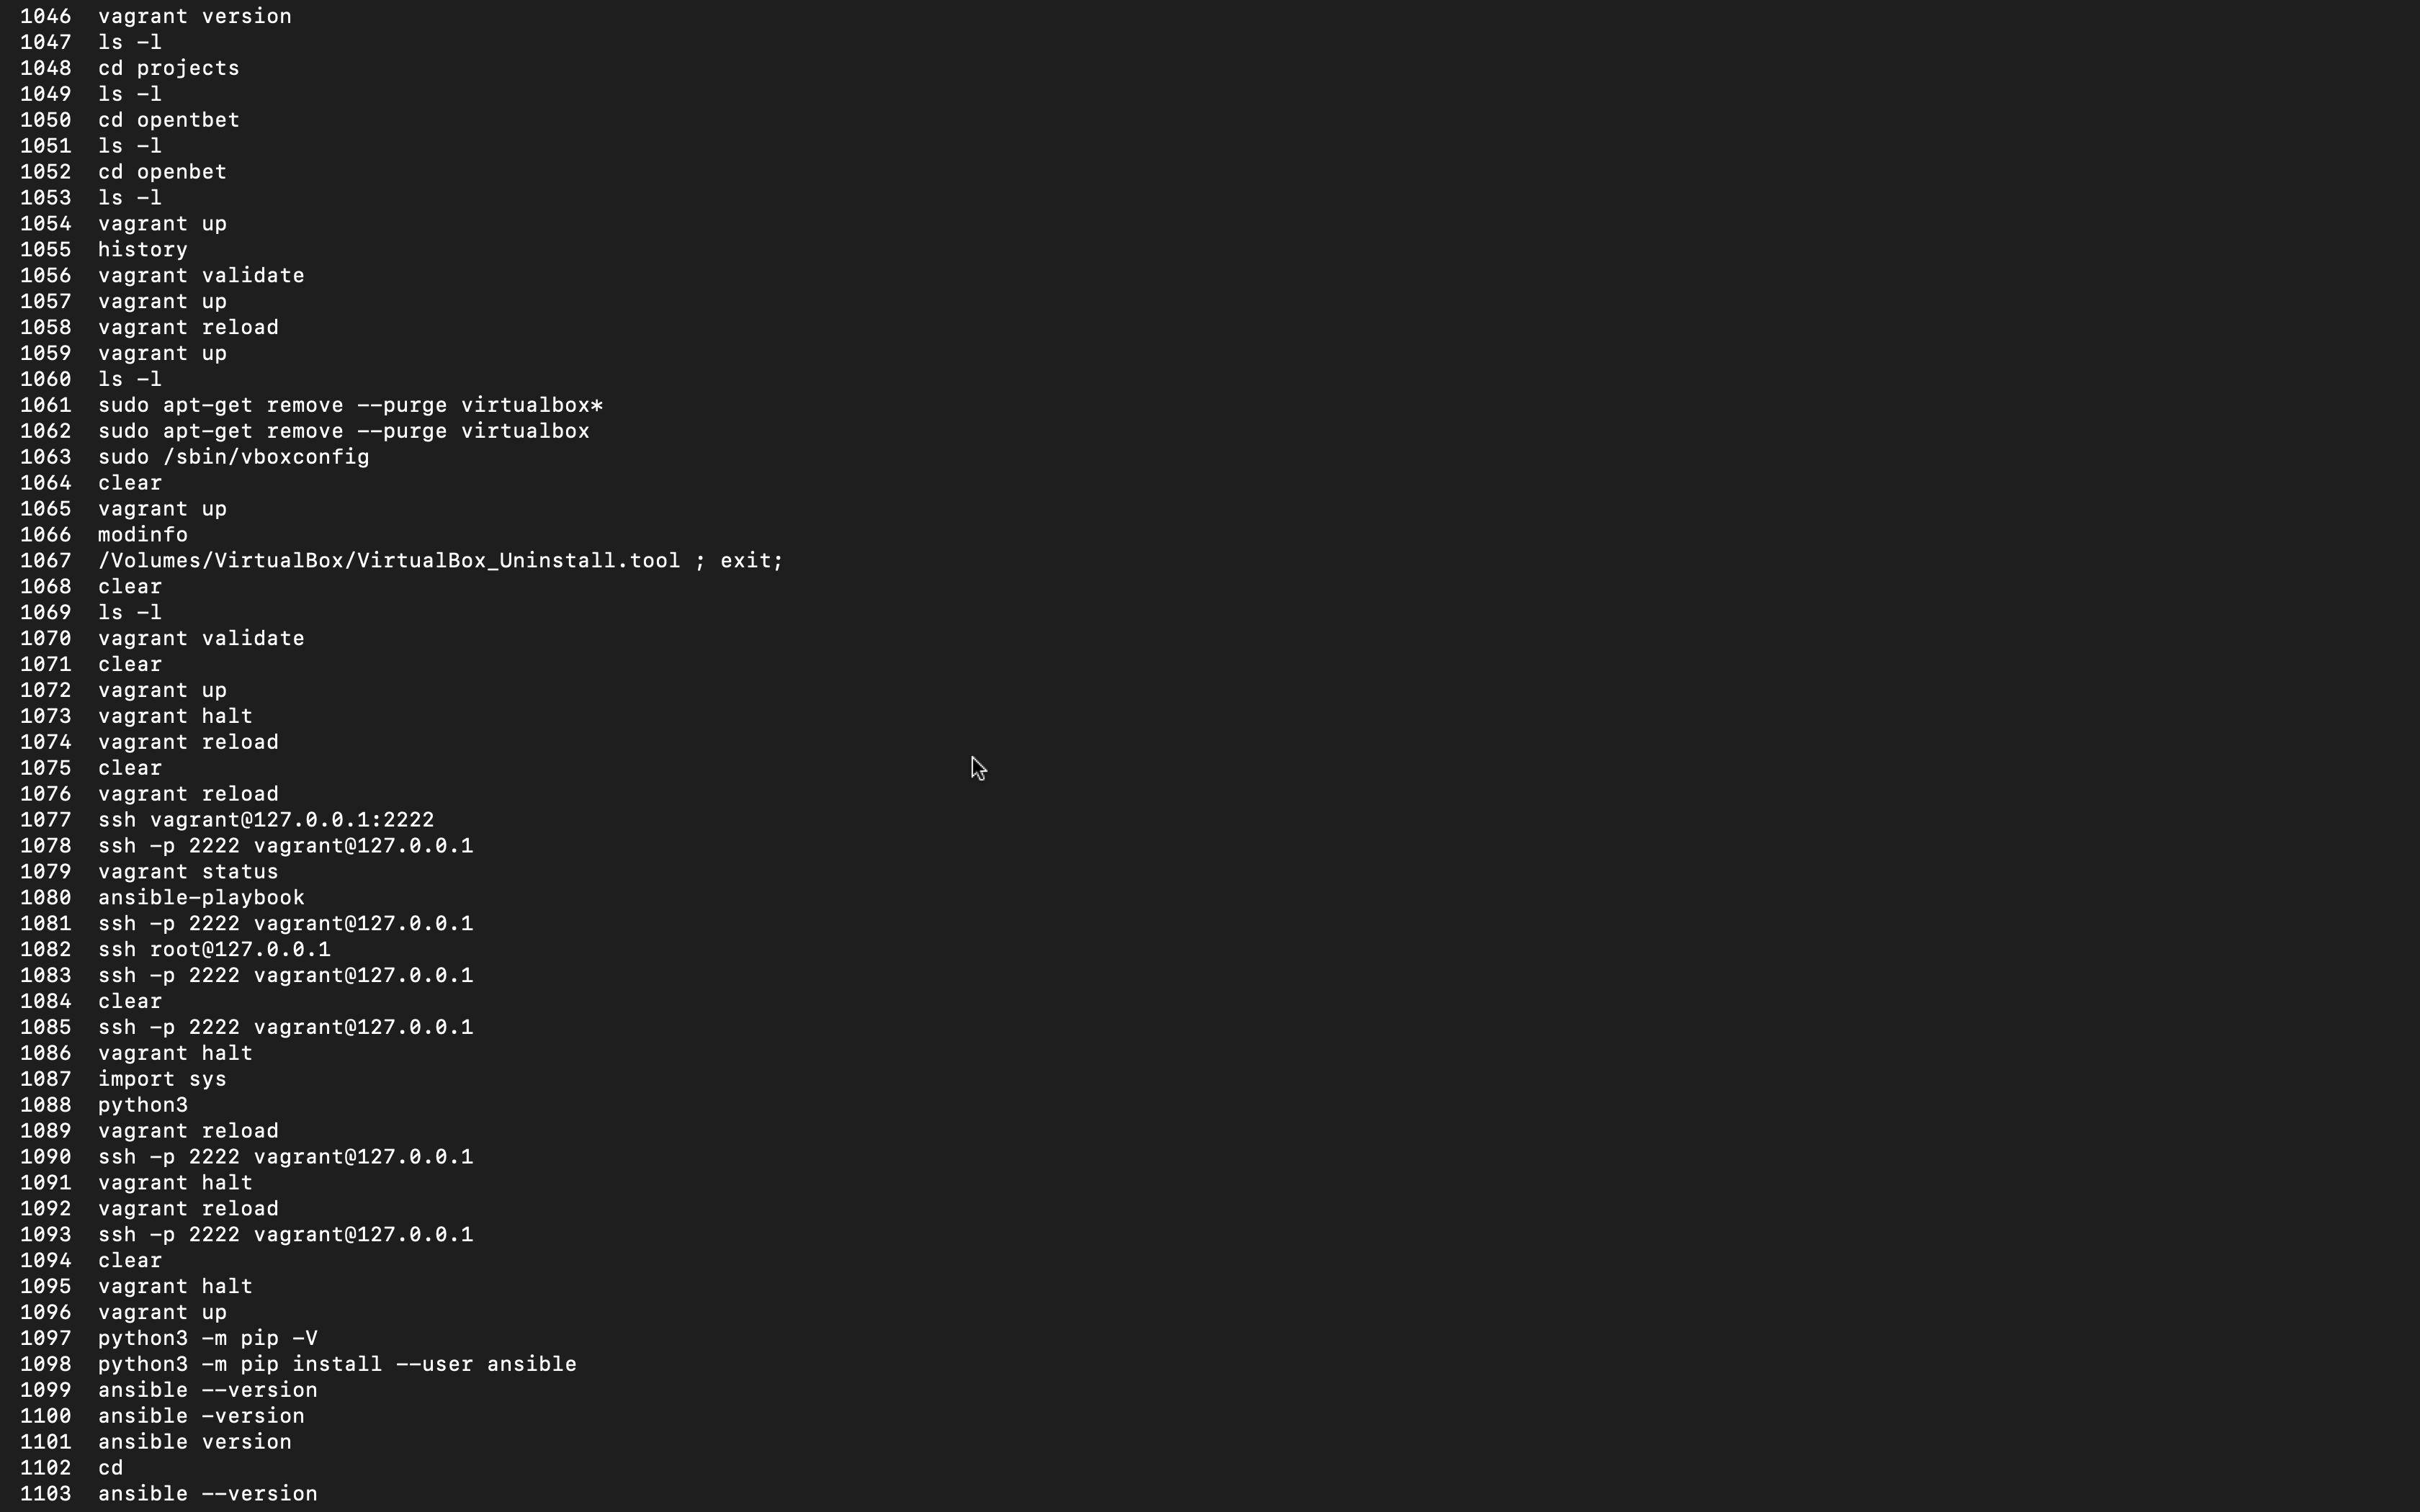 1046  vagrant version
1047  ls -l
1048  cd projects
1049  ls -l
1050  cd opentbet
1051  ls -l
1052  cd openbet
1053  ls -l
1054  vagrant up
1055  history
1056  vagrant validate
1057  vagrant up
1058  vagrant reload
1059  vagrant up
1060  ls -l
1061  sudo apt-get remove --purge virtualbox*
1062  sudo apt-get remove --purge virtualbox
1063  sudo /sbin/vboxconfig
1064  clear
1065  vagrant up
1066  modinfo
1067  /Volumes/VirtualBox/VirtualBox_Uninstall.tool ; exit;
1068  clear
1069  ls -l
1070  vagrant validate
1071  clear
1072  vagrant up
1073  vagrant halt
1074  vagrant reload
1075  clear
1076  vagrant reload
1077  ssh vagrant@127.0.0.1:2222
1078  ssh -p 2222 vagrant@127.0.0.1
1079  vagrant status
1080  ansible-playbook
1081  ssh -p 2222 vagrant@127.0.0.1
1082  ssh root@127.0.0.1
1083  ssh -p 2222 vagrant@127.0.0.1
1084  clear
1085  ssh -p 2222 vagrant@127.0.0.1
1086  vagrant halt
1087  import sys
1088  python3
1089  vagrant reload
1090  ssh -p 2222 vagrant@127.0.0.1
1091  vagrant halt
1092  vagrant reload
1093  ssh -p 2222 vagrant@127.0.0.1
1094  clear
1095  vagrant halt
1096  vagrant up
1097  python3 -m pip -V
1098  python3 -m pip install --user ansible
1099  ansible --version
1100  ansible -version
1101  ansible version
1102  cd
1103  ansible --version